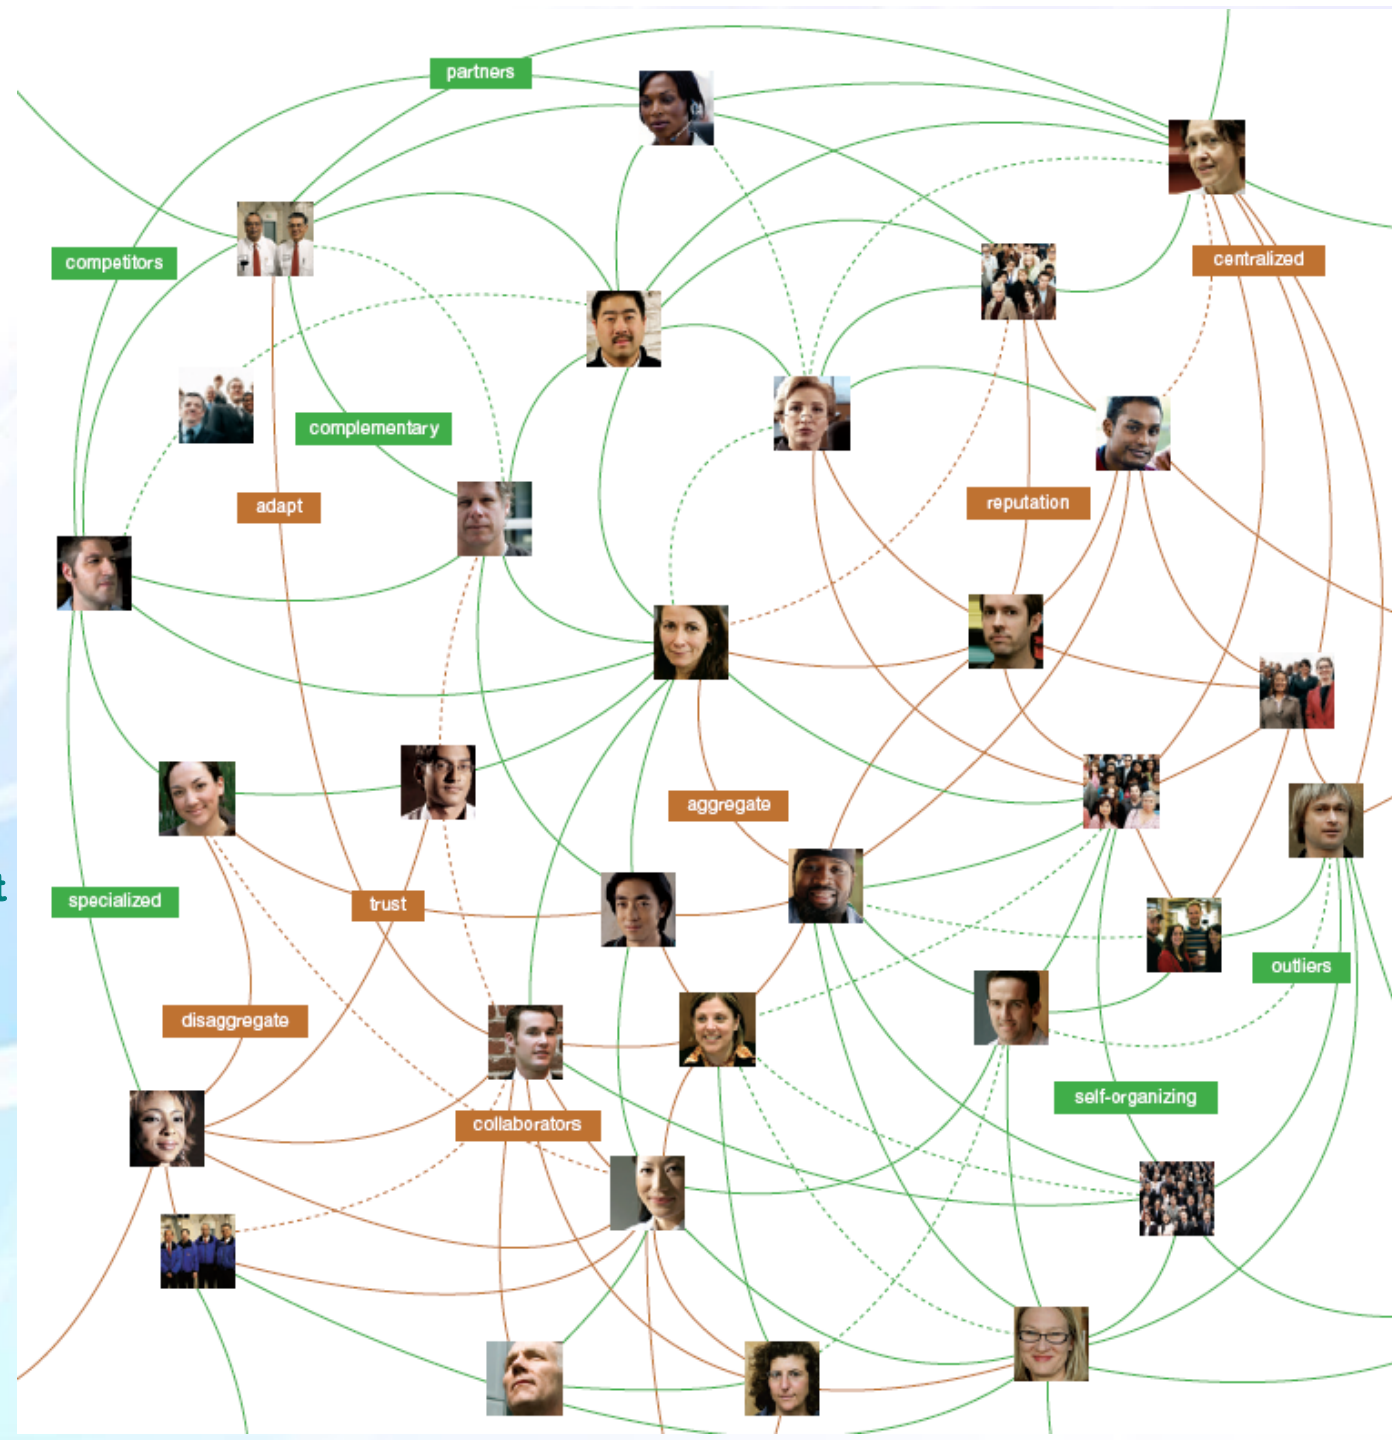 partners
competitors
centralized
complementary
adapt
reputation
aggregate
specialized
trust
outliers
disaggregate
self-organizing
collaborators
t